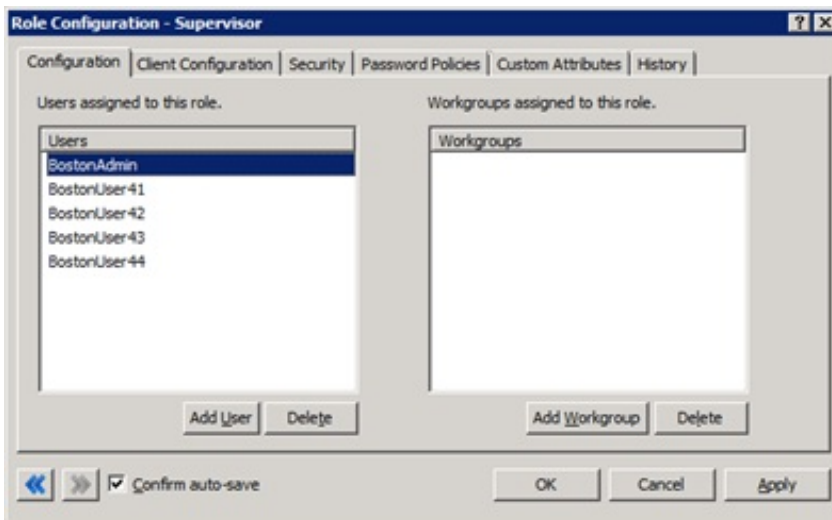 Role Configuration - Supervisor
Configuration Client Configuration Security Password Policies Custom Attributes History
Users assigned to this role. Workgroups assigned to this role.
Users Workgroups
BostonAdmin
BostonUser41
BostonUser42
BostonUser43
BostonUser44
Add User Delete Add Workgroup Delete
Confirm auto-save OK Cancel Apply